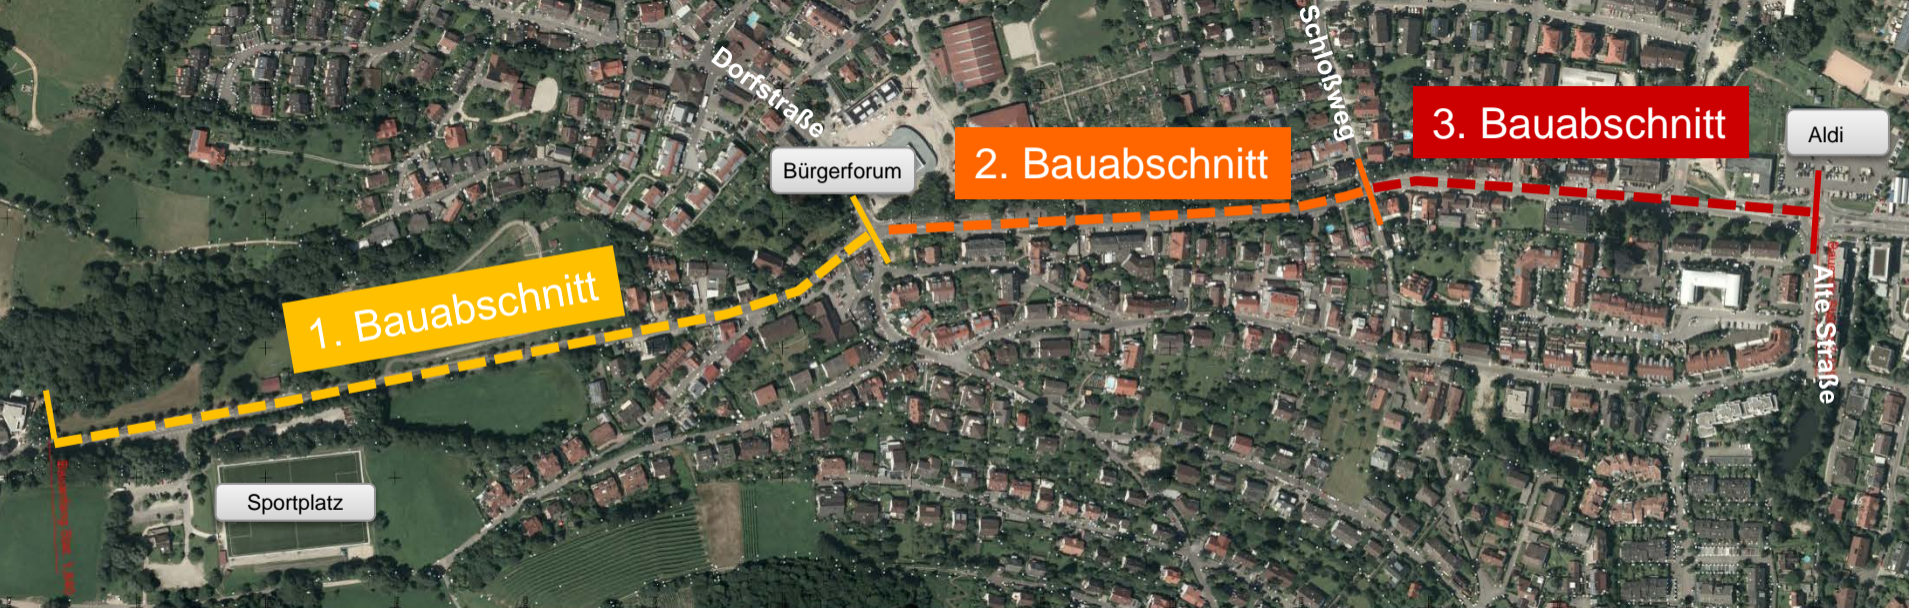 Dorfstraße
Schloßweg
3. Bauabschnitt
Aldi
2. Bauabschnitt
Bürgerforum
1. Bauabschnitt
Alte Straße
Sportplatz